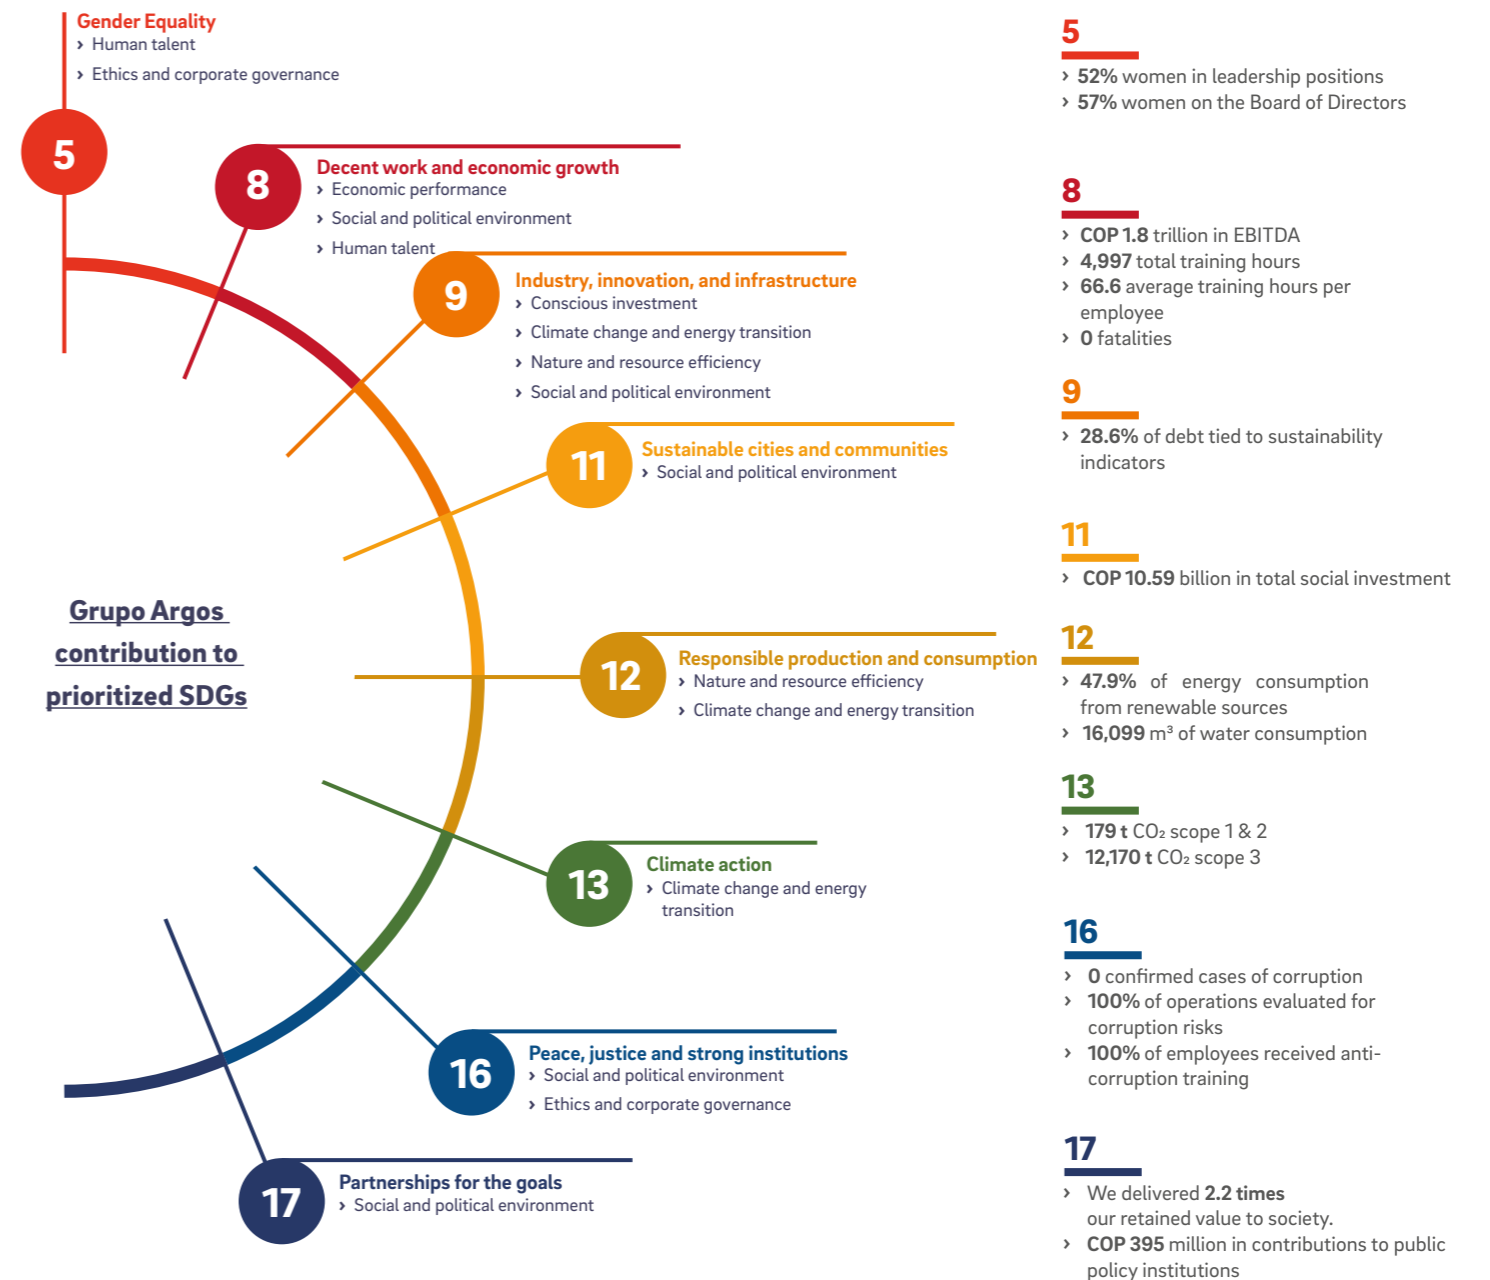 Gender Equality
› Human talent
› Ethics and corporate governance
5
8
Decent work and economic growth
› Economic performance
› Social and political environment
› Human talent
9
Industry, innovation, and infrastructure
› Conscious investment
› Climate change and energy transition
› Nature and resource efficiency
› Social and political environment
11
Sustainable cities and communities
› Social and political environment
Grupo Argos
contribution to
prioritized SDGs
12
Responsible production and consumption
› Nature and resource efficiency
› Climate change and energy transition
13
Climate action
› Climate change and energy
transition
16
Peace, justice and strong institutions
› Social and political environment
› Ethics and corporate governance
17
Partnerships for the goals
› Social and political environment
5
› 52% women in leadership positions
› 57% women on the Board of Directors
8
› COP 1.8 trillion in EBITDA
› 4,997 total training hours
› 66.6 average training hours per
employee
› 0 fatalities
9
› 28.6% of debt tied to sustainability
indicators
11
› COP 10.59 billion in total social investment
12
› 47.9% of energy consumption
from renewable sources
› 16,099 m³ of water consumption
13
› 179 t CO₂ scope 1 & 2
› 12,170 t CO₂ scope 3
16
› 0 confirmed cases of corruption
› 100% of operations evaluated for
corruption risks
› 100% of employees received anti-
corruption training
17
› We delivered 2.2 times
our retained value to society.
› COP 395 million in contributions to public
policy institutions